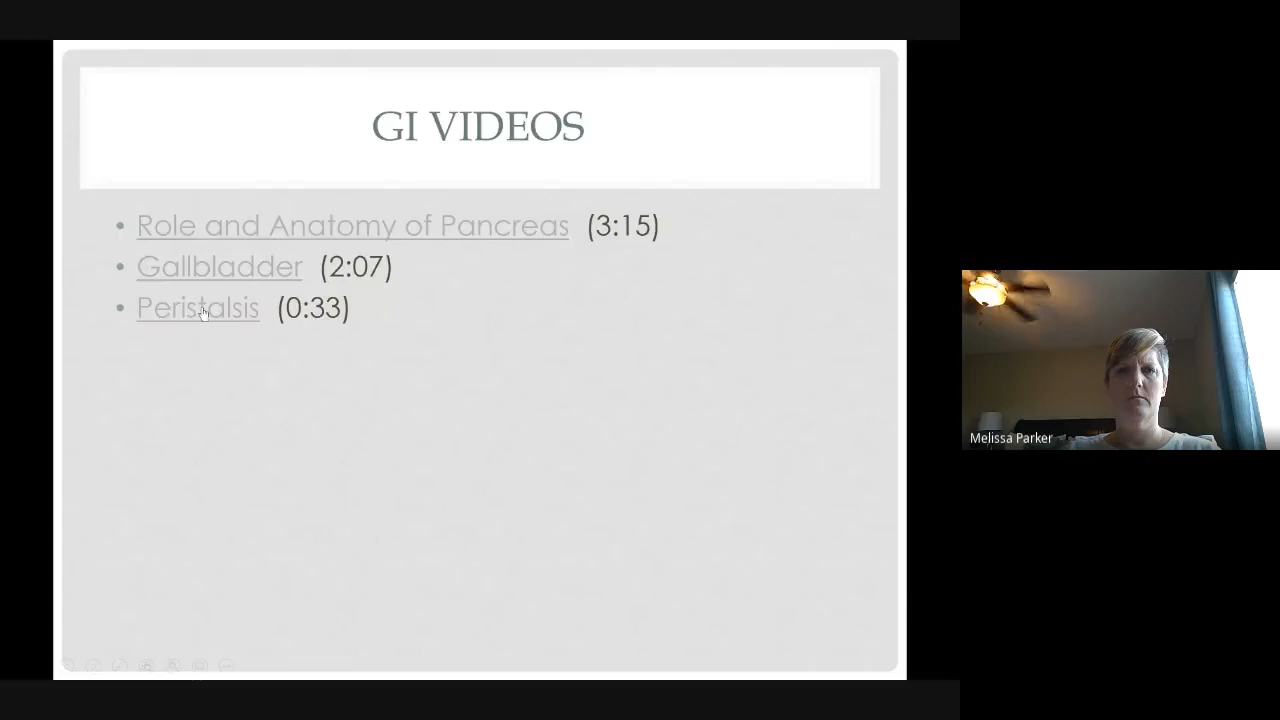 GI VIDEOS
• Role and Anatomy of Pancreas (3:15)
• Gallbladder (2:07)
• Peristalsis (0:33)
Melissa Parker